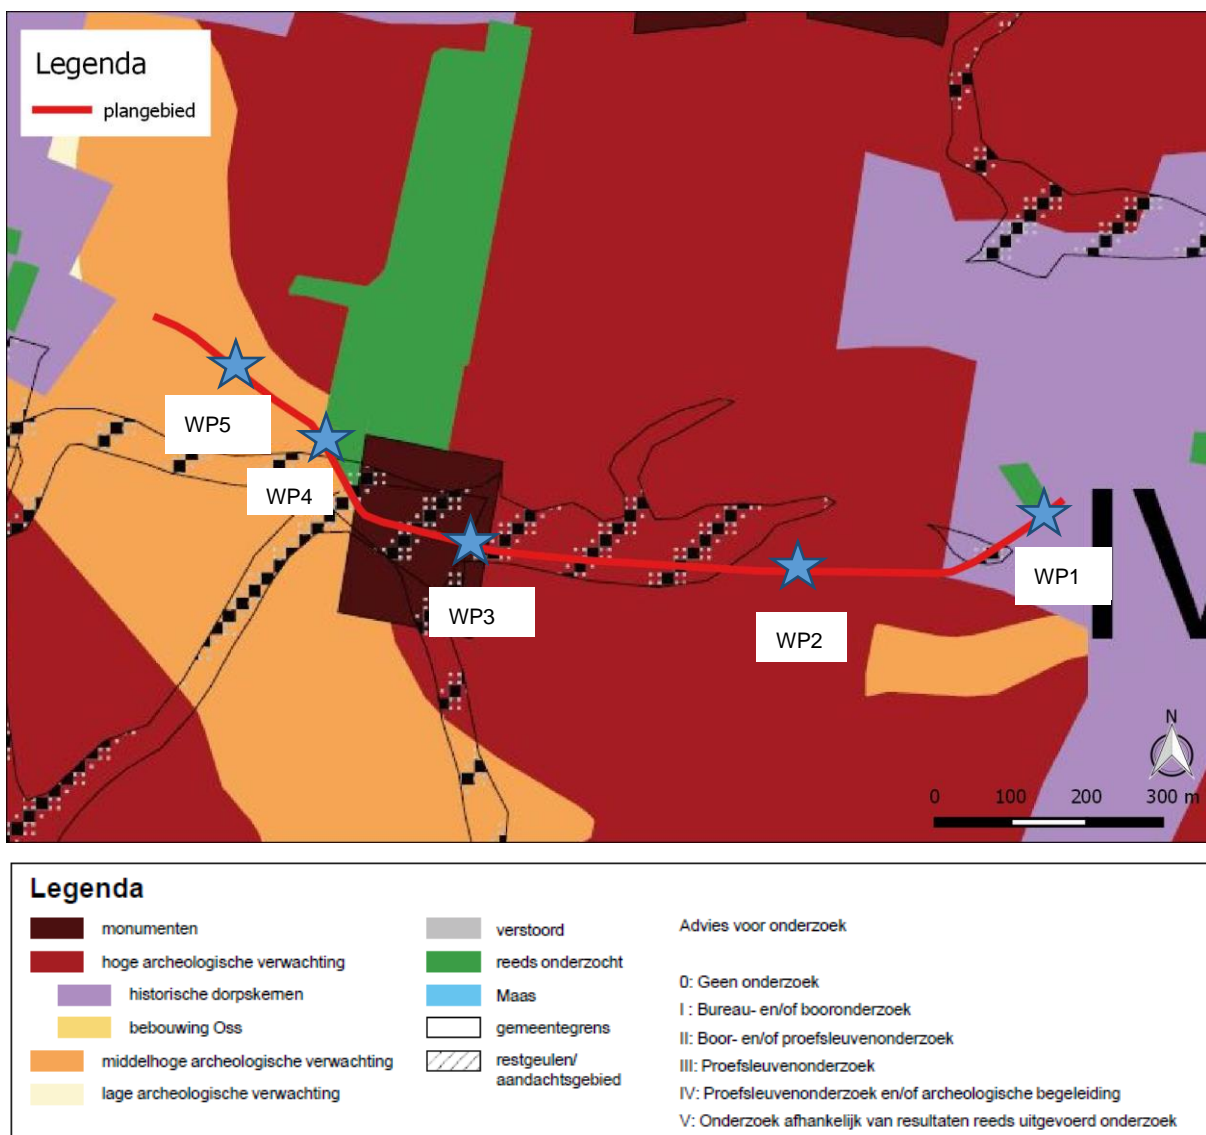 Legenda
plangebied
WP5
WP4
WP3
WP2
WP1
IV
N
0 100 200 300 m
Legenda
monumenten
hoge archeologische verwachting
historische dorpskernen
bebouwing Oss
middelhoge archeologische verwachting
lage archeologische verwachting
verstoord
reeds onderzocht
Maas
gemeentegrens
restgeulen/
aandachtsgebied
Advies voor onderzoek
0: Geen onderzoek
I : Bureau- en/of booronderzoek
II: Boor- en/of proefsleuvenonderzoek
III: Proefsleuvenonderzoek
IV: Proefsleuvenonderzoek en/of archeologische begeleiding
V: Onderzoek afhankelijk van resultaten reeds uitgevoerd onderzoek